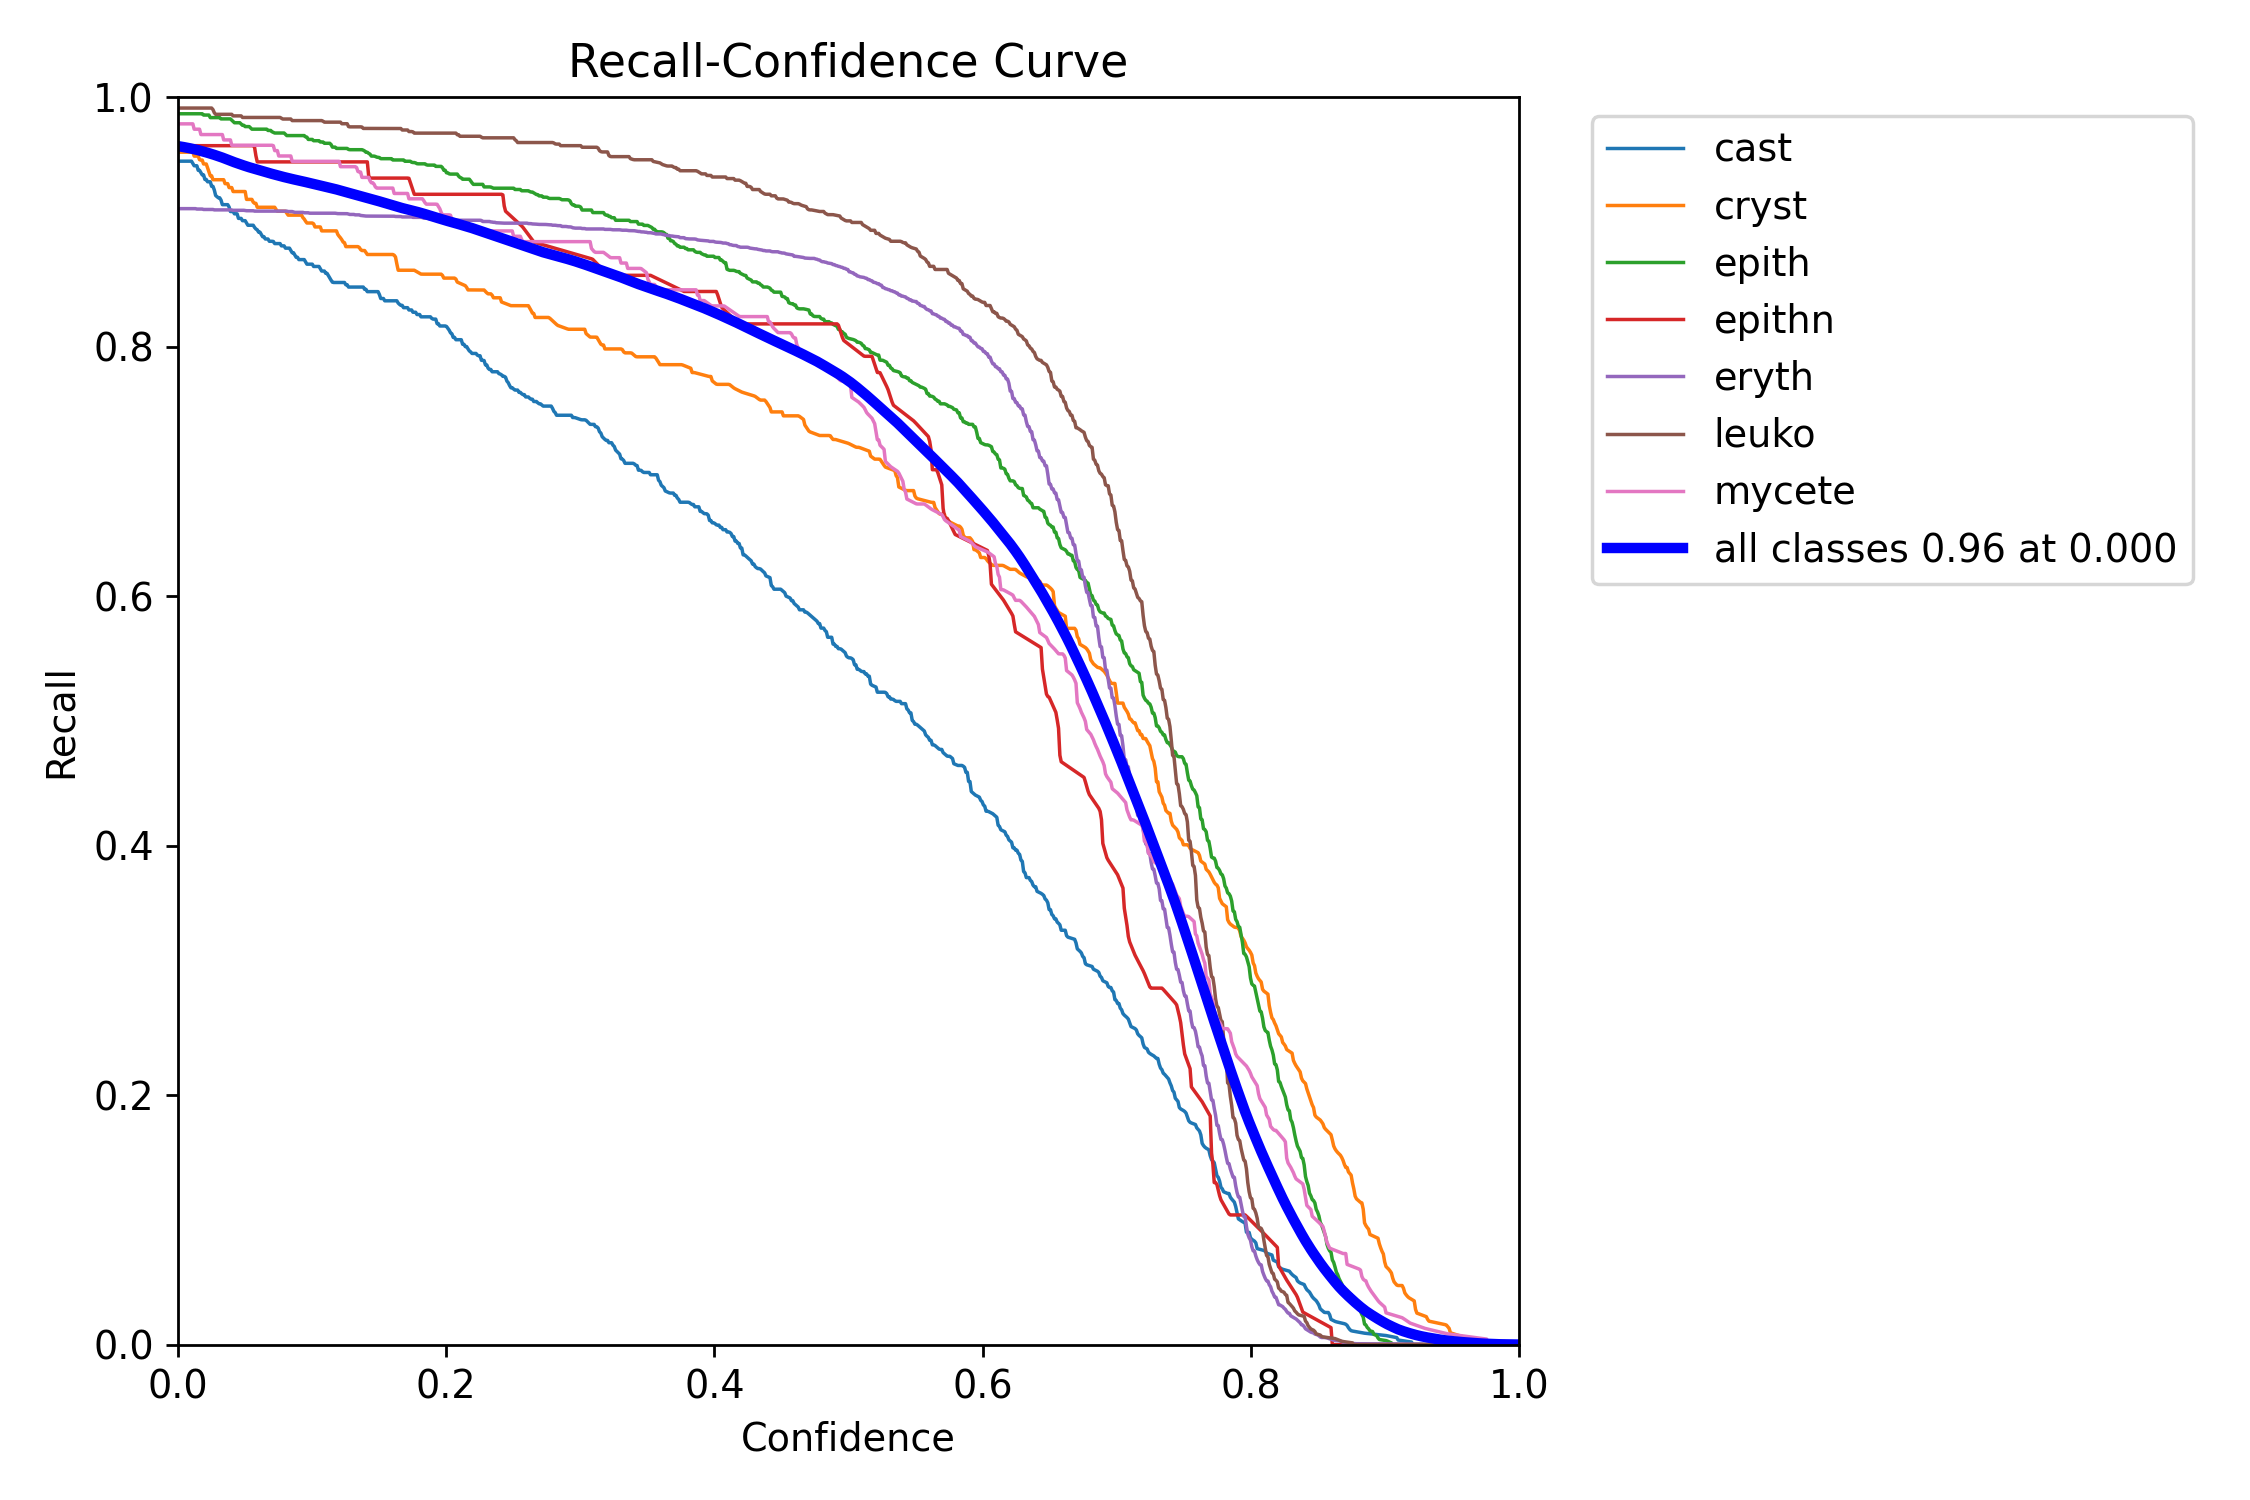 Recall-Confidence Curve
1.0
0.8
0.6
0.4
0.2
0.0
Recall
0.0 0.2 0.4 0.6 0.8 1.0
Confidence
cast
cryst
epith
epithn
eryth
leuko
mycete
all classes 0.96 at 0.000